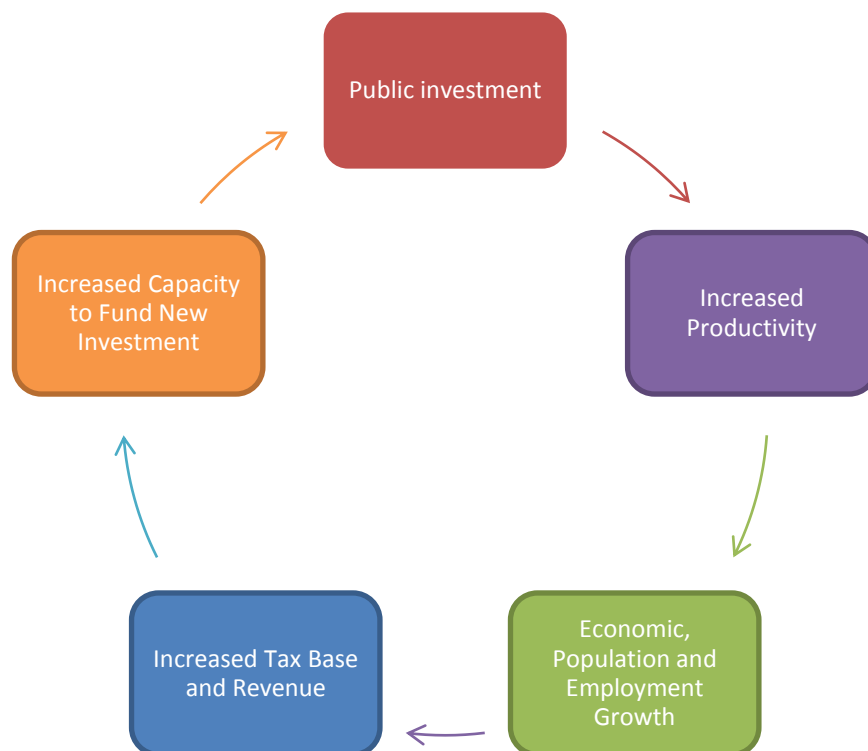 Public investment
Increased
Productivity
Economic,
Population and
Employment
Growth
Increased Tax Base
and Revenue
Increased Capacity
to Fund New
Investment